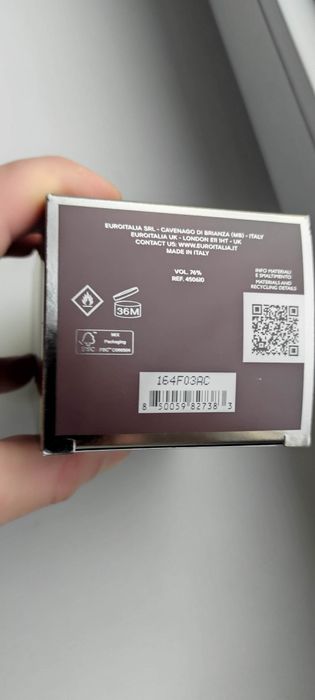 EUROITALIA SRL - CAVENAGO DI BRIANZA (MB) - ITALY
EUROITALIA UK - LONDON E11 1HT - UK
CONTACT US: WWW.EUROITALIA.IT
MADE IN ITALY
VOL. 76%
REF. 450610
INFO MATERIALI
E SMALTIMENTO
MATERIALS AND
RECYCLING DETAILS
36M
FSC
MIX
Packaging
164F03AC
8 50059 82738 3